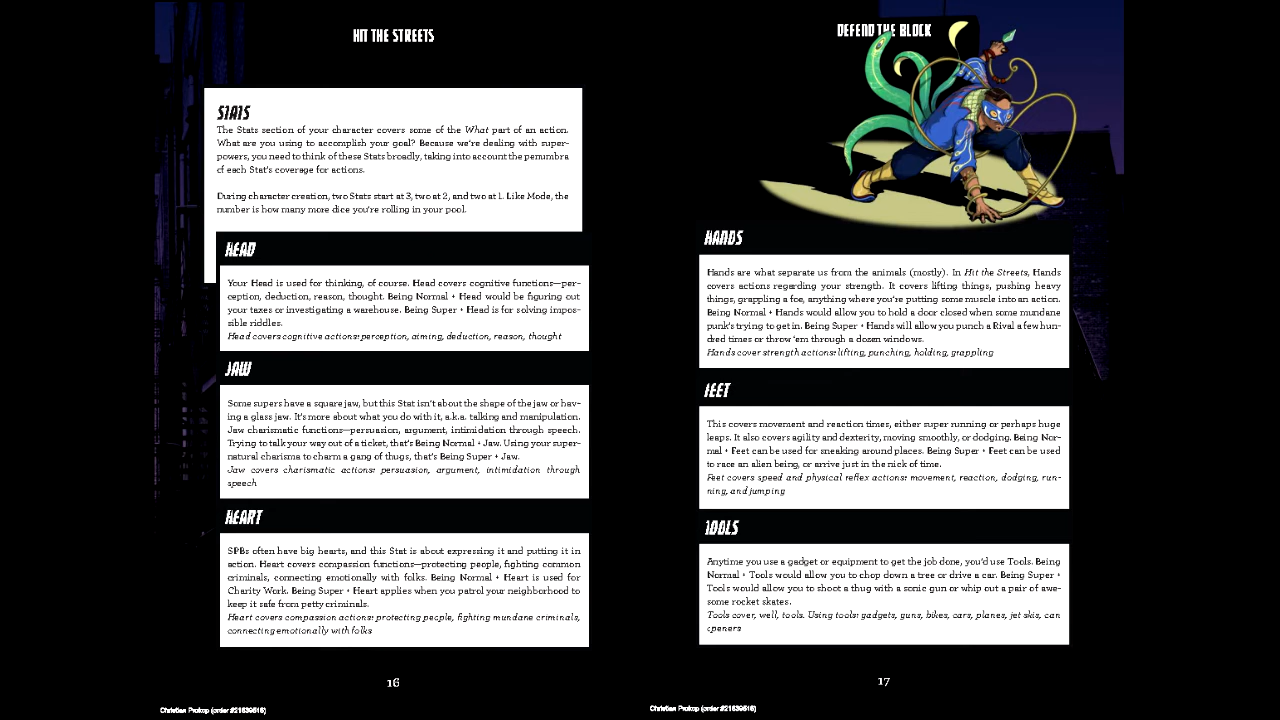 HIT THE STREETS
STATS
The Stats section of your character covers some of the What part of an action.
What are you using to accomplish your goal? Because we're dealing with super-
powers, you need to think of these Stats broadly, taking into account the penumbra
of each Stat's coverage for actions.
During character creation, two Stats start at 3, two at 2, and two at 1. Like Mode, the
number is how many more dice you're rolling in your pool.
HEAD
Your Head is used for thinking, of course. Head covers cognitive functions—per-
ception, deduction, reason, thought. Being Normal + Head would be figuring out
your taxes or investigating a warehouse. Being Super + Head is for solving impos-
sible riddles.
Head covers cognitive actions: perception, aiming, deduction, reason, thought
JAW
Some supers have a square jaw, but this Stat isn't about the shape of the jaw or hav-
ing a glass jaw. It's more about what you do with it, a.k.a. talking and manipulation.
Jaw charismatic functions—persuasion, argument, intimidation through speech.
Trying to talk your way out of a ticket, that's Being Normal + Jaw. Using your super-
natural charisma to charm a gang of thugs, that's Being Super + Jaw.
Jaw covers charismatic actions: persuasion, argument, intimidation through
speech
HEART
SPBs often have big hearts, and this Stat is about expressing it and putting it in
action. Heart covers compassion functions—protecting people, fighting common
criminals, connecting emotionally with folks. Being Normal + Heart is used for
Charity Work. Being Super + Heart applies when you patrol your neighborhood to
keep it safe from petty criminals.
Heart covers compassion actions: protecting people, fighting mundane criminals,
connecting emotionally with folks
16
Christian Prokop (order #21639516)
DEFEND THE BLOCK
HANDS
Hands are what separate us from the animals (mostly). In Hit the Streets, Hands
covers actions regarding your strength. It covers lifting things, pushing heavy
things, grappling a foe, anything where you're putting some muscle into an action.
Being Normal + Hands would allow you to hold a door closed when some mundane
punk's trying to get in. Being Super + Hands will allow you punch a Rival a few hun-
dred times or throw 'em through a dozen windows.
Hands cover strength actions: lifting, punching, holding, grappling
FEET
This covers movement and reaction times, either super running or perhaps huge
leaps. It also covers agility and dexterity, moving smoothly, or dodging. Being Nor-
mal + Feet can be used for sneaking around places. Being Super + Feet can be used
to race an alien being, or arrive just in the nick of time.
Feet covers speed and physical reflex actions: movement, reaction, dodging, run-
ning, and jumping
TOOLS
Anytime you use a gadget or equipment to get the job done, you'd use Tools. Being
Normal + Tools would allow you to chop down a tree or drive a car. Being Super +
Tools would allow you to shoot a thug with a sonic gun or whip out a pair of awe-
some rocket skates.
Tools cover, well, tools. Using tools: gadgets, guns, bikes, cars, planes, jet skis, can
openers
17
Christian Prokop (order #21639516)